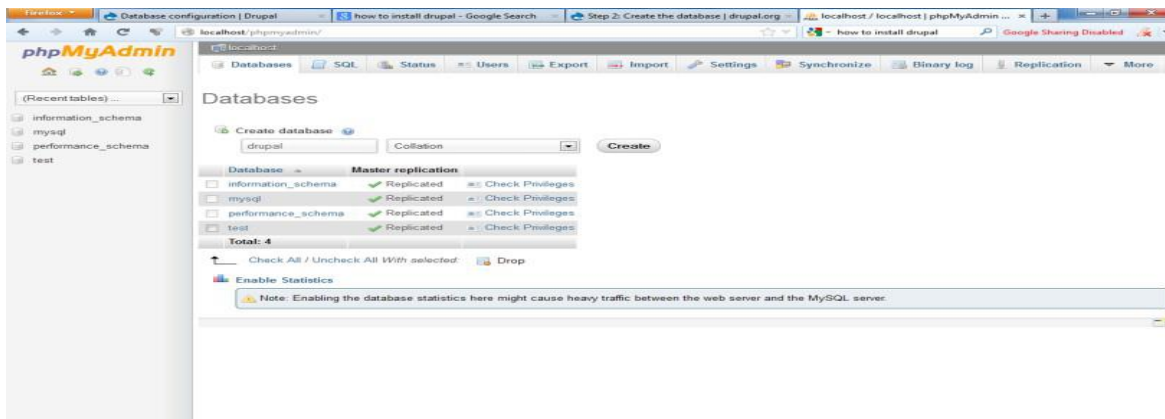 Firefox
Database configuration | Drupal
how to install drupal - Google Search
Step 2: Create the database | drupal.org
localhost / localhost | phpMyAdmin ...
localhost/phpmyadmin/
how to install drupal
Google Sharing Disabled
phpMyAdmin
localhost
Databases SQL Status Users Export Import Settings Synchronize Binary log Replication More
(Recent tables) ...
information_schema
mysql
performance_schema
test
Databases
Create database
drupal Collation Create
Database Master replication
information_schema Replicated Check Privileges
mysql Replicated Check Privileges
performance_schema Replicated Check Privileges
test Replicated Check Privileges
Total: 4
Check All / Uncheck All With selected: Drop
Enable Statistics
Note: Enabling the database statistics here might cause heavy traffic between the web server and the MySQL server.